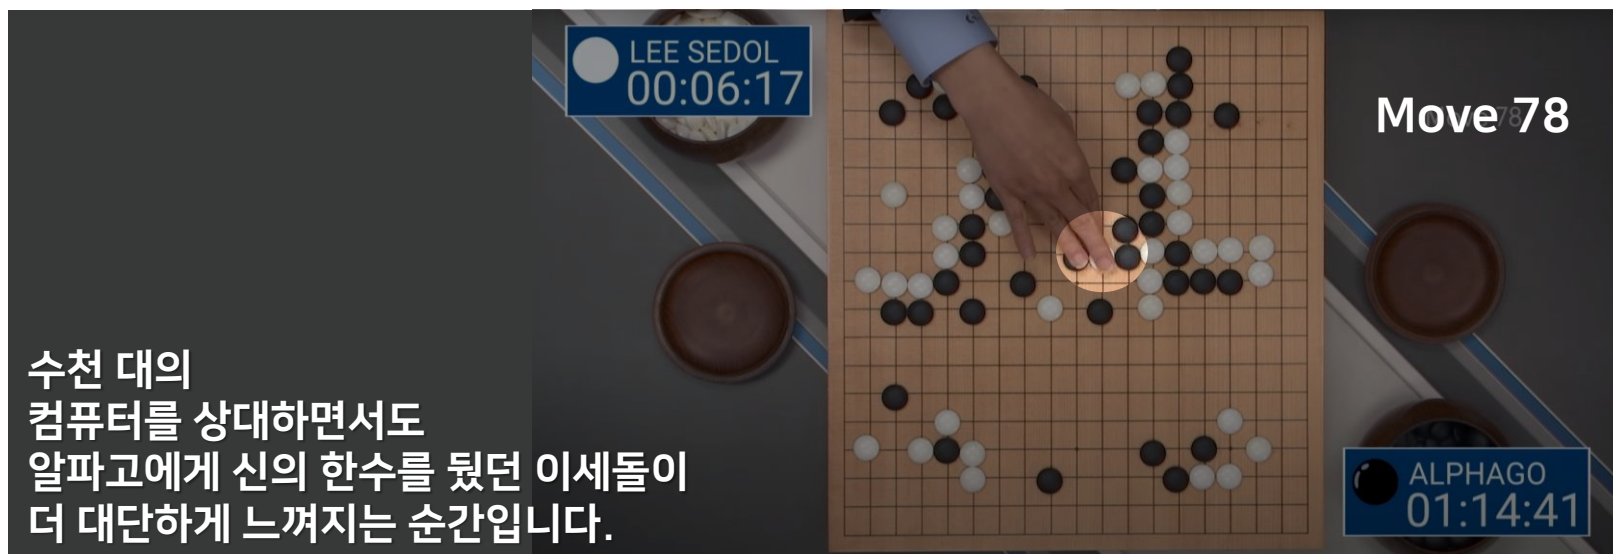 LEE SEDOL
00:06:17
Move 78
수천 대의
컴퓨터를 상대하면서도
알파고에게 신의 한수를 뒀던 이세돌이
더 대단하게 느껴지는 순간입니다.
ALPHAGO
01:14:41